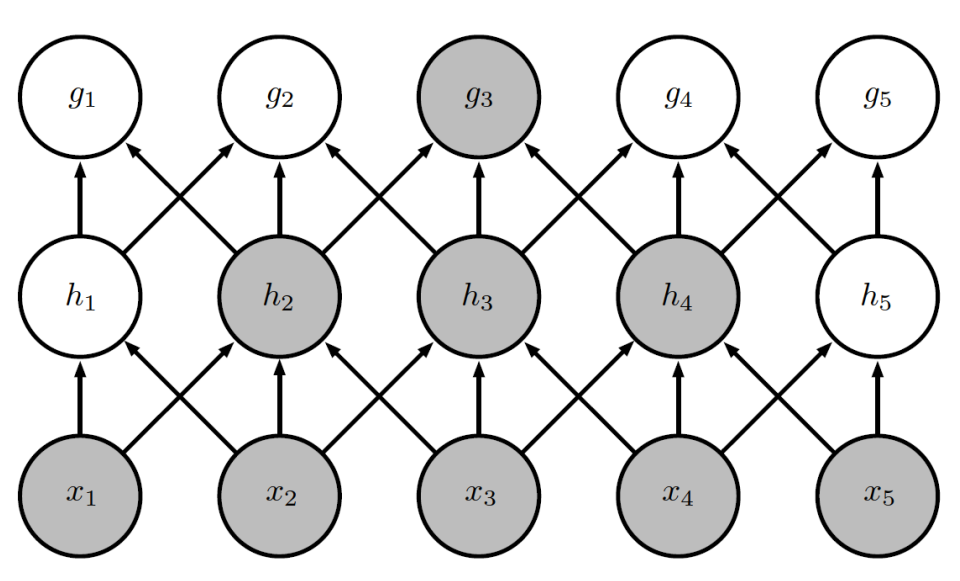 g₁ g₂ g₃ g₄ g₅
h₁ h₂ h₃ h₄ h₅
x₁ x₂ x₃ x₄ x₅